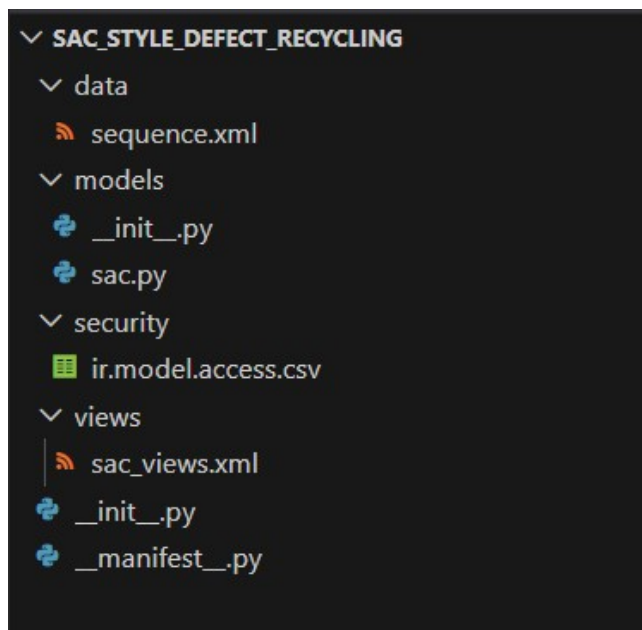 SAC_STYLE_DEFECT_RECYCLING
data
sequence.xml
models
__init__.py
sac.py
security
ir.model.access.csv
views
sac_views.xml
__init__.py
__manifest__.py